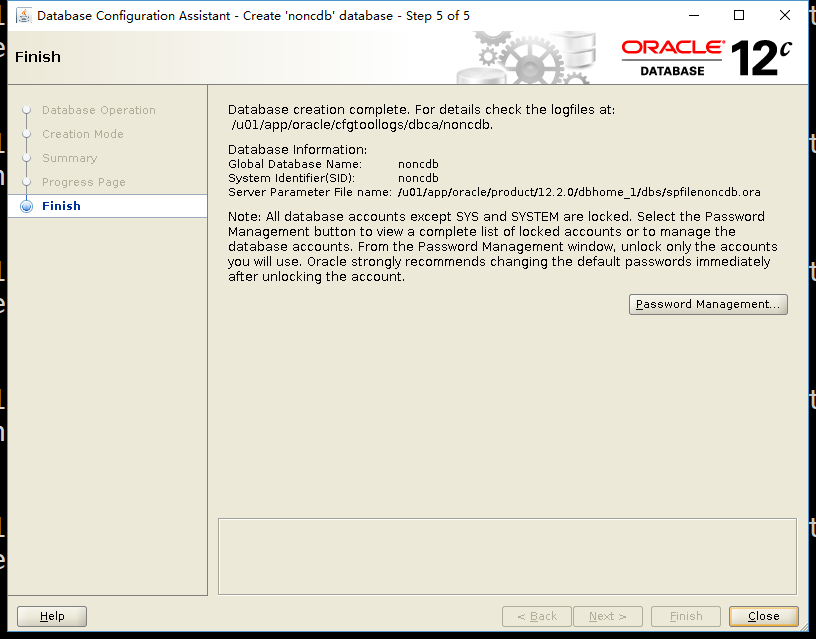 Database Configuration Assistant - Create 'noncdb' database - Step 5 of 5
Finish
ORACLE®
DATABASE
12c
Database Operation
Creation Mode
Summary
Progress Page
Finish
Database creation complete. For details check the logfiles at:
/u01/app/oracle/cfgtoollogs/dbca/noncdb.
Database Information:
Global Database Name: noncdb
System Identifier(SID): noncdb
Server Parameter File name: /u01/app/oracle/product/12.2.0/dbhome_1/dbs/spfilenoncdb.ora
Note: All database accounts except SYS and SYSTEM are locked. Select the Password
Management button to view a complete list of locked accounts or to manage the
database accounts. From the Password Management window, unlock only the accounts
you will use. Oracle strongly recommends changing the default passwords immediately
after unlocking the account.
Password Management...
Help
< Back
Next >
Finish
Close